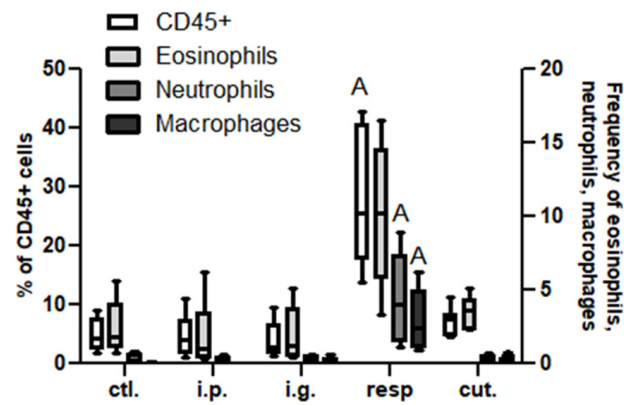 CD45+
Eosinophils
Neutrophils
Macrophages
% of CD45+ cells
50
40
30
20
10
0
A
A
A
20
15
10
5
0
Frequency of eosinophils,
neutrophils, macrophages
ctl.
i.p.
i.g.
resp
cut.